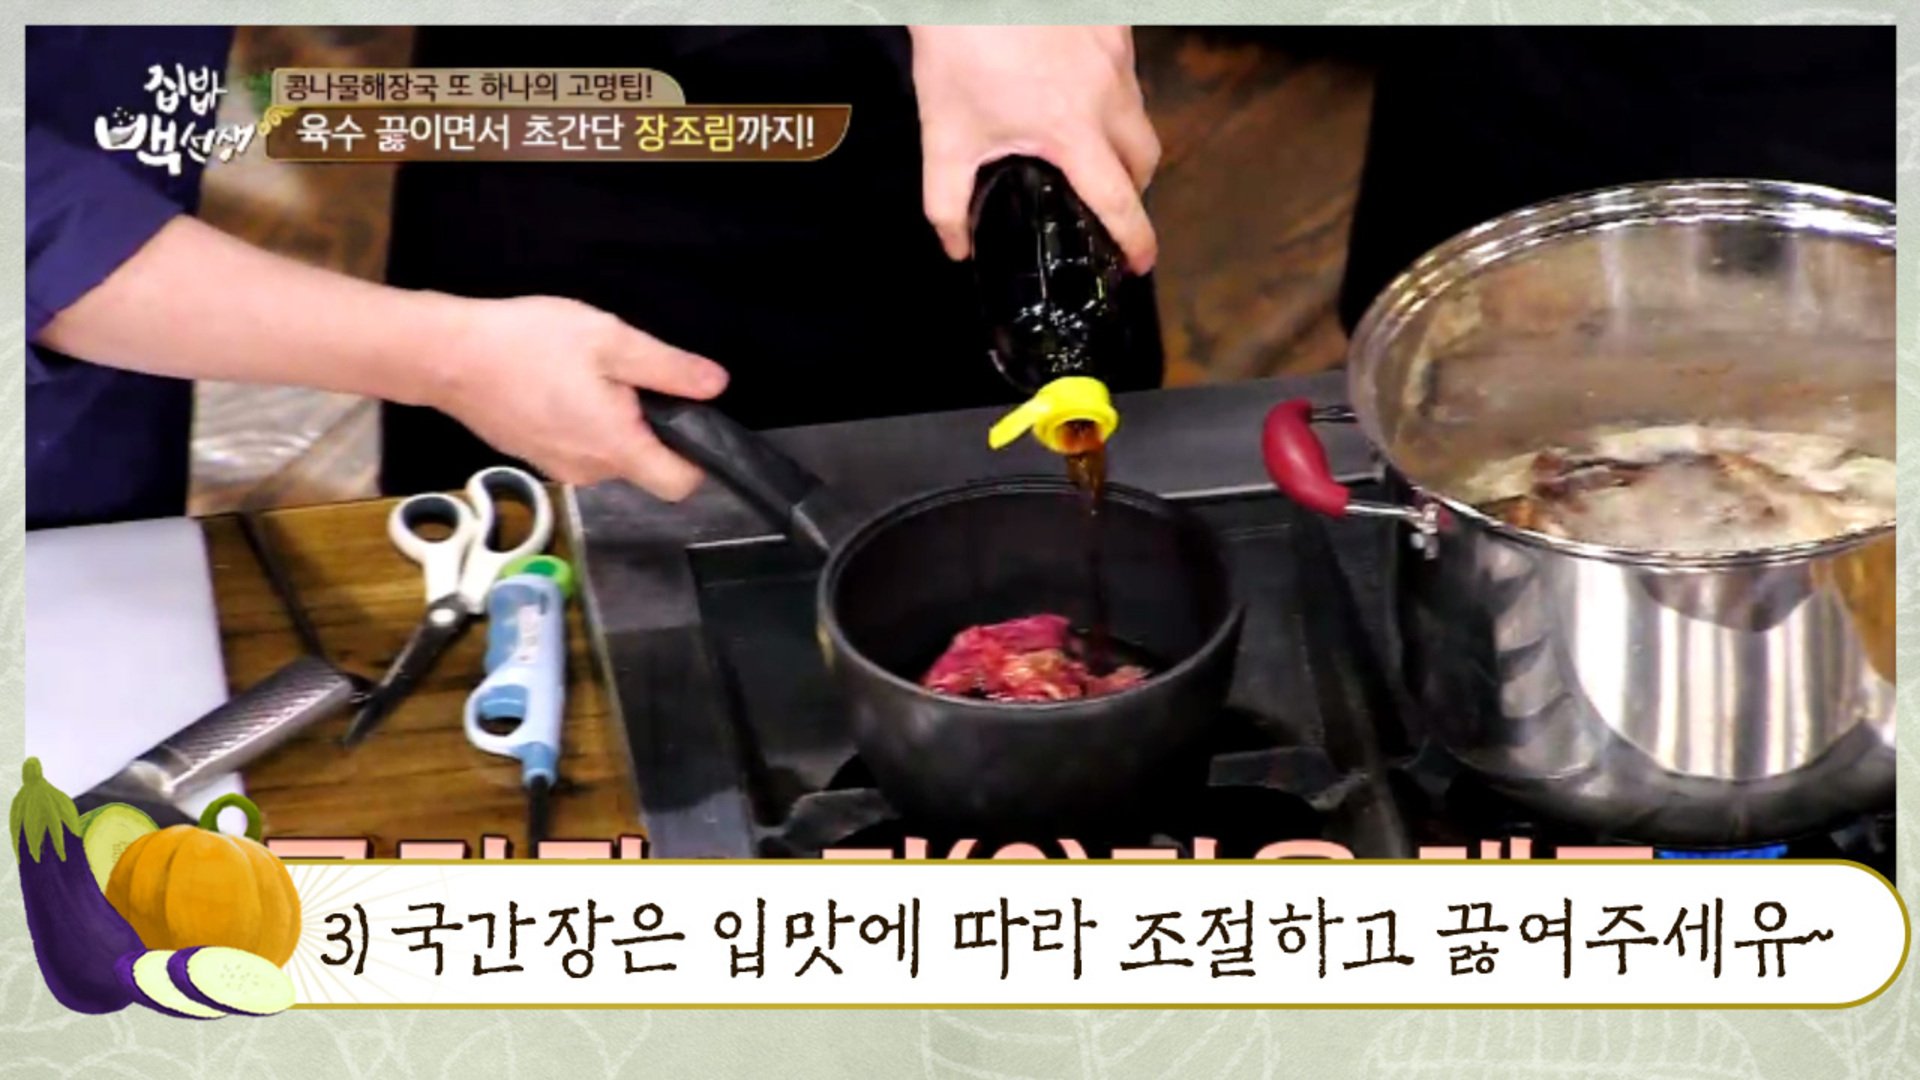 집밥
백선생
콩나물해장국 또 하나의 고명팁!
육수 끓이면서 초간단 장조림까지!
3) 국간장은 입맛에 따라 조절하고 끓여주세유~